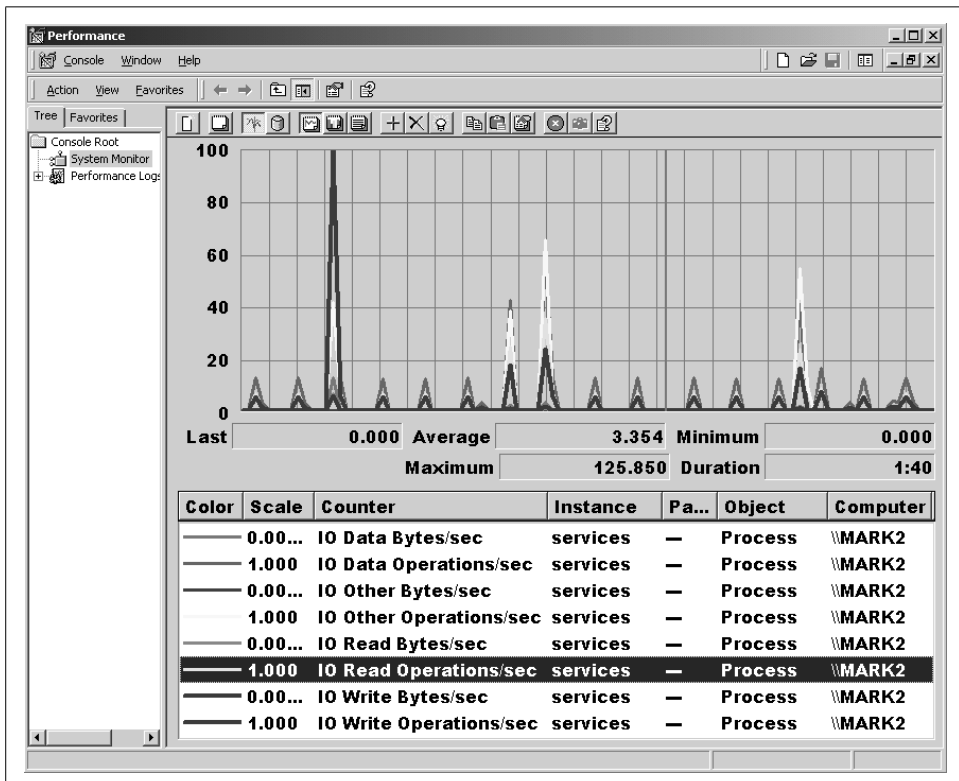 Performance
Console Window Help
Action View Favorites
Tree Favorites
Console Root
System Monitor
Performance Log
100
80
60
40
20
0
Last 0.000 Average 3.354 Minimum 0.000
Maximum 125.850 Duration 1:40
Color Scale Counter Instance Pa... Object Computer
0.00... IO Data Bytes/sec services — Process \\MARK2
1.000 IO Data Operations/sec services — Process \\MARK2
0.00... IO Other Bytes/sec services — Process \\MARK2
1.000 IO Other Operations/sec services — Process \\MARK2
0.00... IO Read Bytes/sec services — Process \\MARK2
1.000 IO Read Operations/sec services — Process \\MARK2
0.00... IO Write Bytes/sec services — Process \\MARK2
1.000 IO Write Operations/sec services — Process \\MARK2